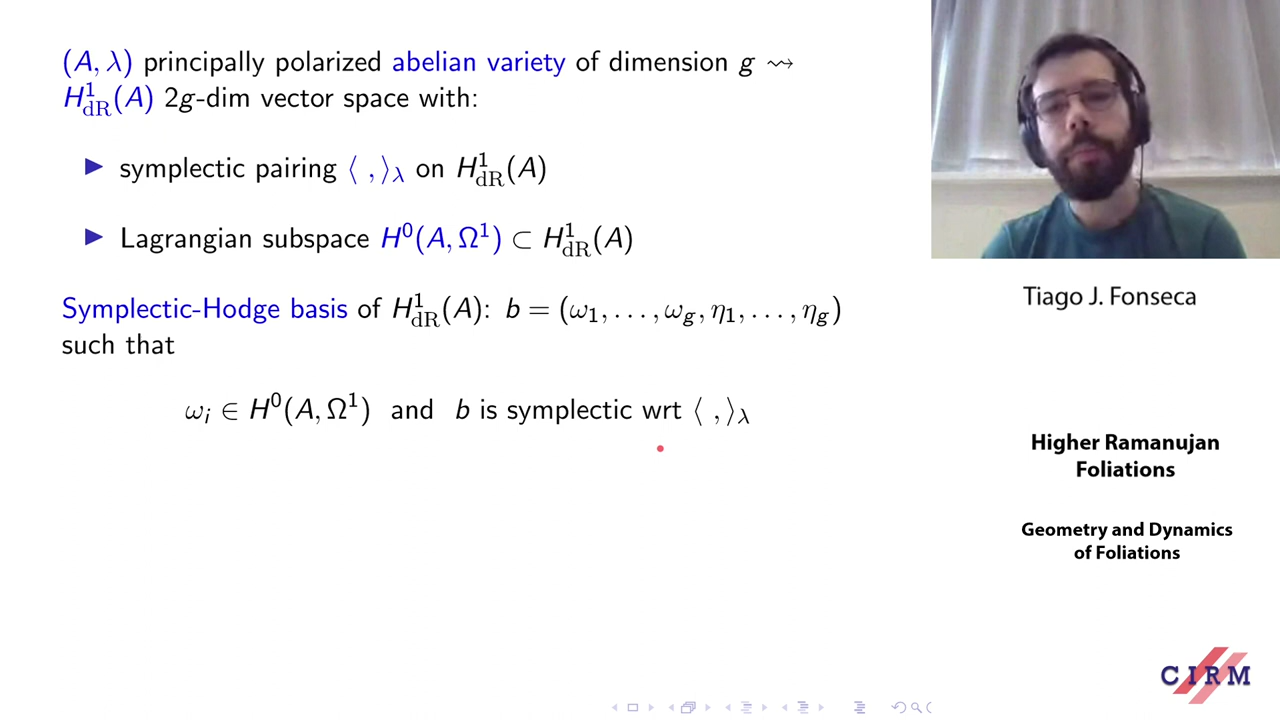 (A, λ) principally polarized abelian variety of dimension g ⇝
H¹_dR(A) 2g-dim vector space with:
▶ symplectic pairing ⟨ , ⟩_λ on H¹_dR(A)
▶ Lagrangian subspace H⁰(A, Ω¹) ⊂ H¹_dR(A)
Symplectic-Hodge basis of H¹_dR(A): b = (ω₁, . . . , ω_g, η₁, . . . , η_g)
such that
ω_i ∈ H⁰(A, Ω¹) and b is symplectic wrt ⟨ , ⟩_λ
Tiago J. Fonseca
Higher Ramanujan
Foliations
Geometry and Dynamics
of Foliations
CIRM